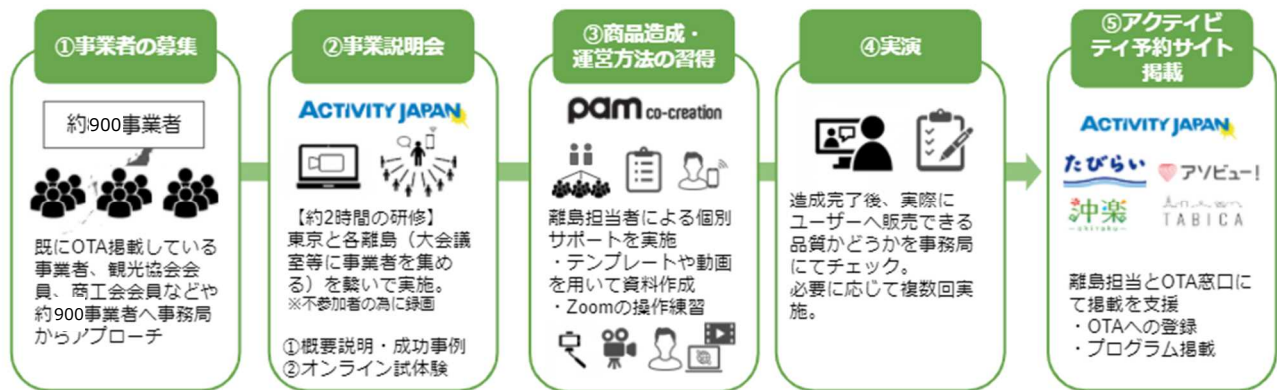 ①事業者の募集
約900事業者
既にOTA掲載している
事業者、観光協会会
員、商工会会員などや
約900事業者へ事務局
からアプローチ
②事業説明会
ACTIVITY JAPAN
【約2時間の研修】
東京と各離島(大会議
室等に事業者を集め
る)を繋いで実施。
※不参加者の為に録画
①概要説明・成功事例
②オンライン試体験
③商品造成・
運営方法の習得
pam co-creation
離島担当者による個別
サポートを実施
・テンプレートや動画
を用いて資料作成
・Zoomの操作練習
④実演
造成完了後、実際に
ユーザーへ販売できる
品質かどうかを事務局
にてチェック。
必要に応じて複数回実
施。
⑤アクティビ
ティ予約サイト
掲載
ACTIVITY JAPAN
たびらい
アソビュー!
沖楽
TABICA
離島担当とOTA窓口に
て掲載を支援
・OTAへの登録
・プログラム掲載